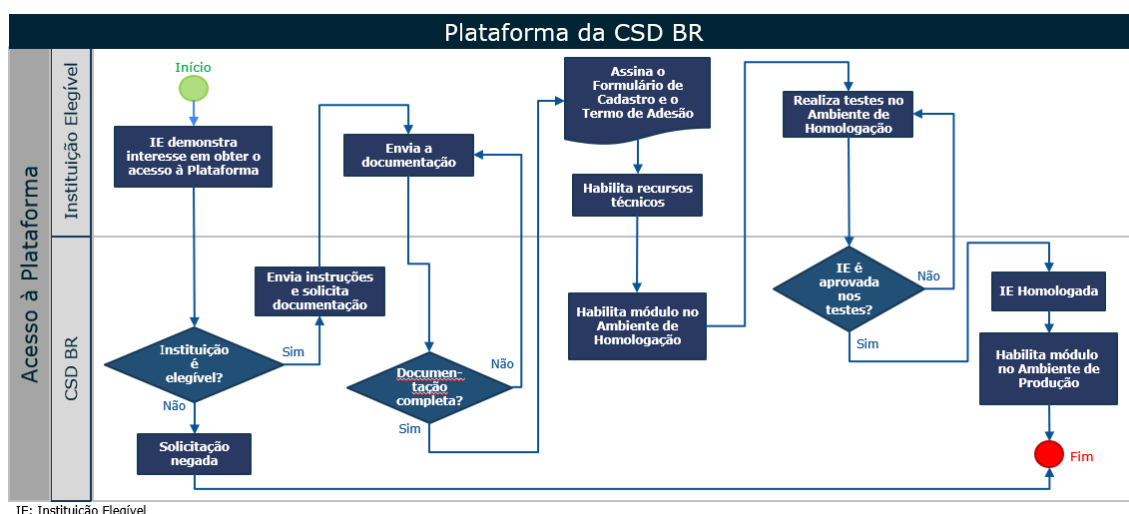 Plataforma da CSD BR
Acesso à Plataforma
Instituição Elegível
CSD BR
Início
IE demonstra
interesse em obter o
acesso à Plataforma
Instituição
é
elegível?
Sim
Não
Solicitação
negada
Envia instruções
e solicita
documentação
Envia a
documentação
Documen-
tação
completa?
Não
Sim
Assina o
Formulário de
Cadastro e o
Termo de Adesão
Habilita recursos
técnicos
Habilita módulo no
Ambiente de
Homologação
Realiza testes no
Ambiente de
Homologação
IE é
aprovada
nos
testes?
Não
Sim
IE Homologada
Habilita módulo
no Ambiente de
Produção
Fim
IE: Instituição Elegível